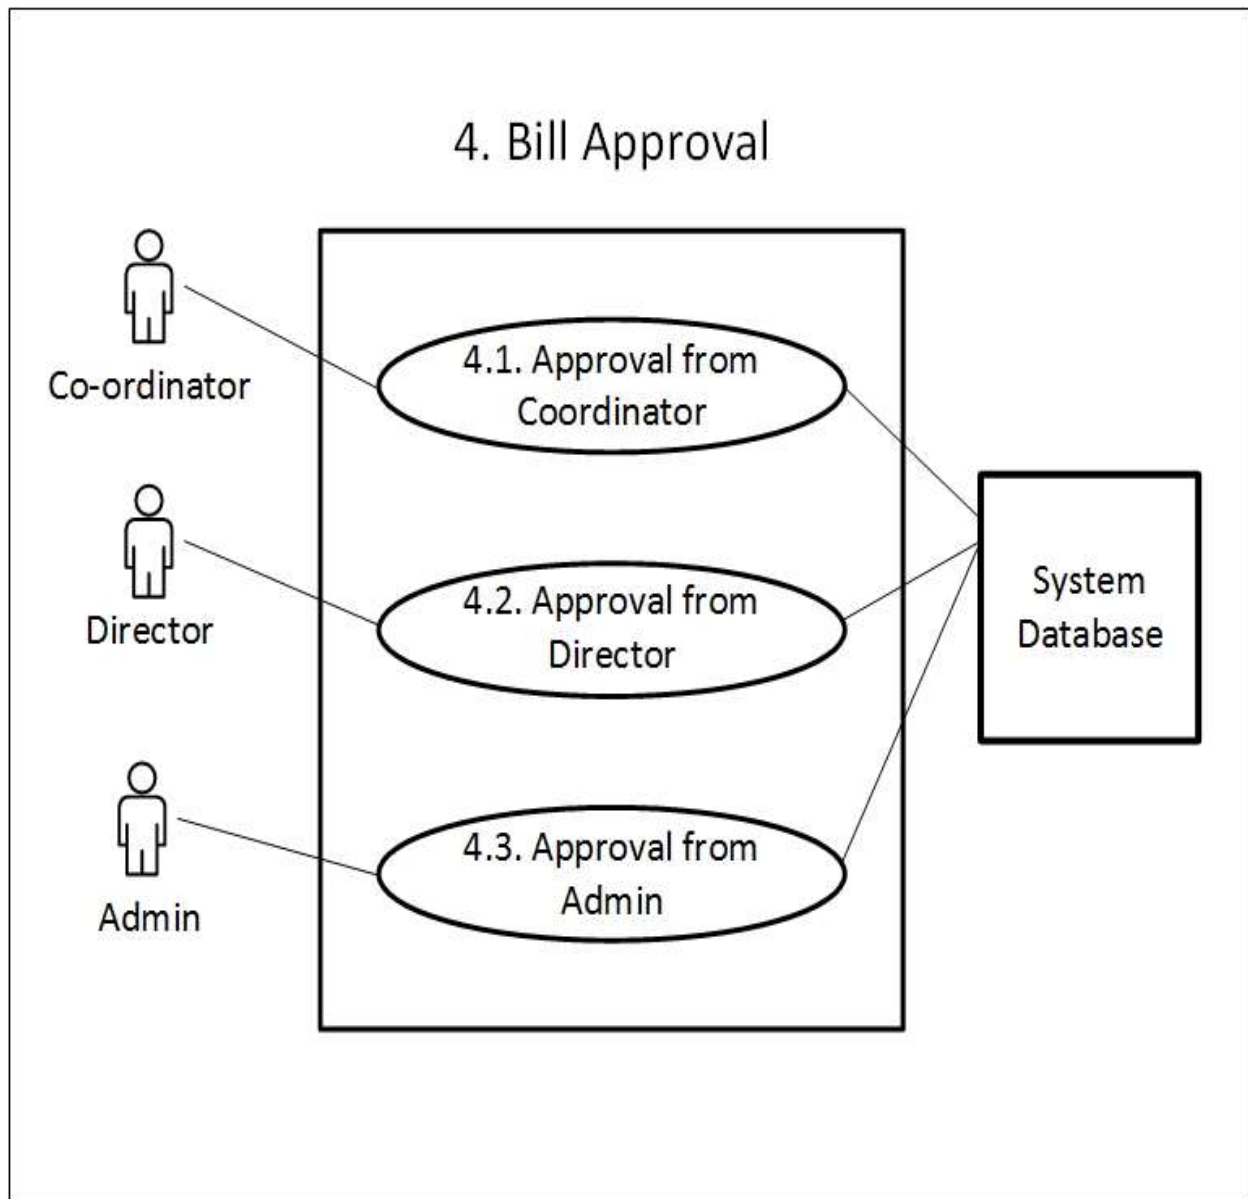 4. Bill Approval
Co-ordinator
4.1. Approval from
Coordinator
Director
4.2. Approval from
Director
System
Database
Admin
4.3. Approval from
Admin